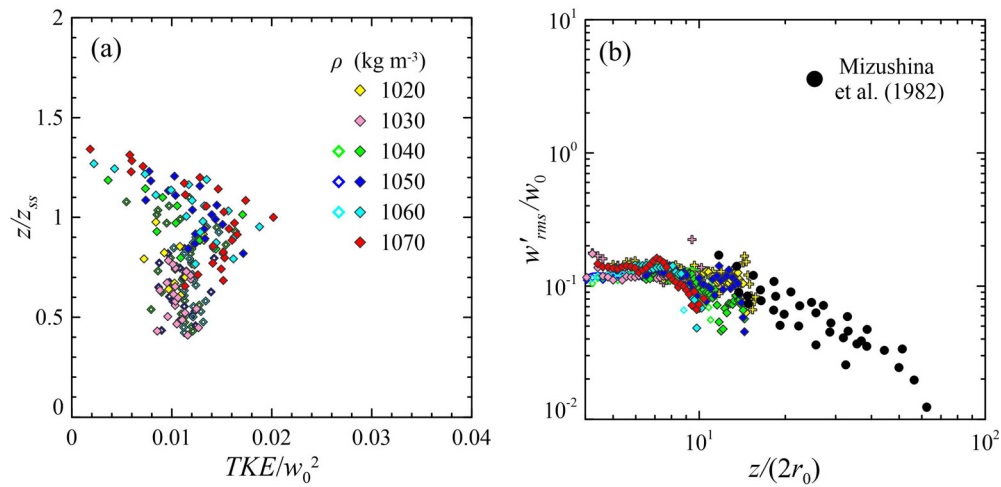 (a)
ρ (kg m⁻³)
1020
1030
1040
1050
1060
1070
2
1.5
1
0.5
0
z/z_ss
0
0.01
0.02
0.03
0.04
TKE/w₀²
(b)
Mizushina
et al. (1982)
10¹
10⁰
10⁻¹
10⁻²
w'_rms/w₀
10¹
10²
z/(2r₀)